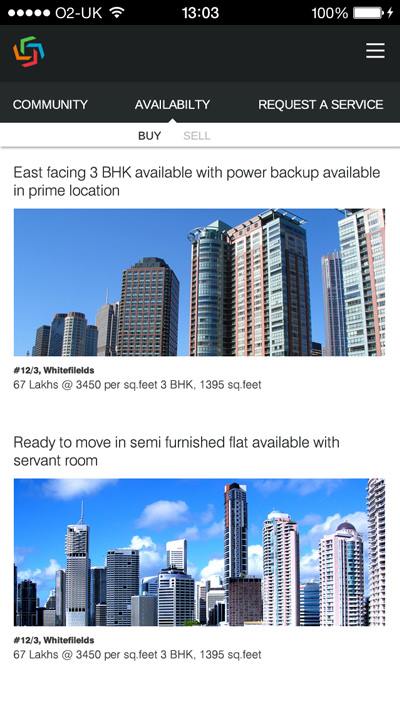 O2-UK 13:03 100%
COMMUNITY AVAILABILTY REQUEST A SERVICE
BUY SELL
East facing 3 BHK available with power backup available
in prime location
#12/3, Whitefileds
67 Lakhs @ 3450 per sq.feet 3 BHK, 1395 sq.feet
Ready to move in semi furnished flat available with
servant room
#12/3, Whitefileds
67 Lakhs @ 3450 per sq.feet 3 BHK, 1395 sq.feet